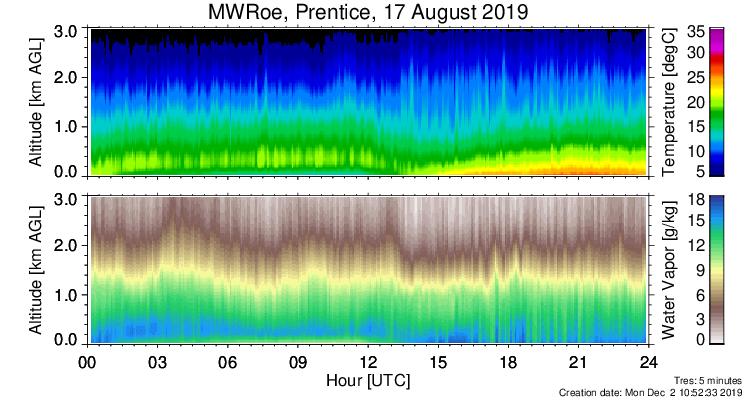 MWRoe, Prentice, 17 August 2019
3.0
2.0
1.0
0.0
Altitude [km AGL]
Temperature [degC]
35
30
25
20
15
10
5
3.0
2.0
1.0
0.0
Altitude [km AGL]
Water Vapor [g/kg]
18
15
12
9
6
3
0
00 03 06 09 12 15 18 21 24
Hour [UTC]
Tres: 5 minutes
Creation date: Mon Dec 2 10:52:33 2019